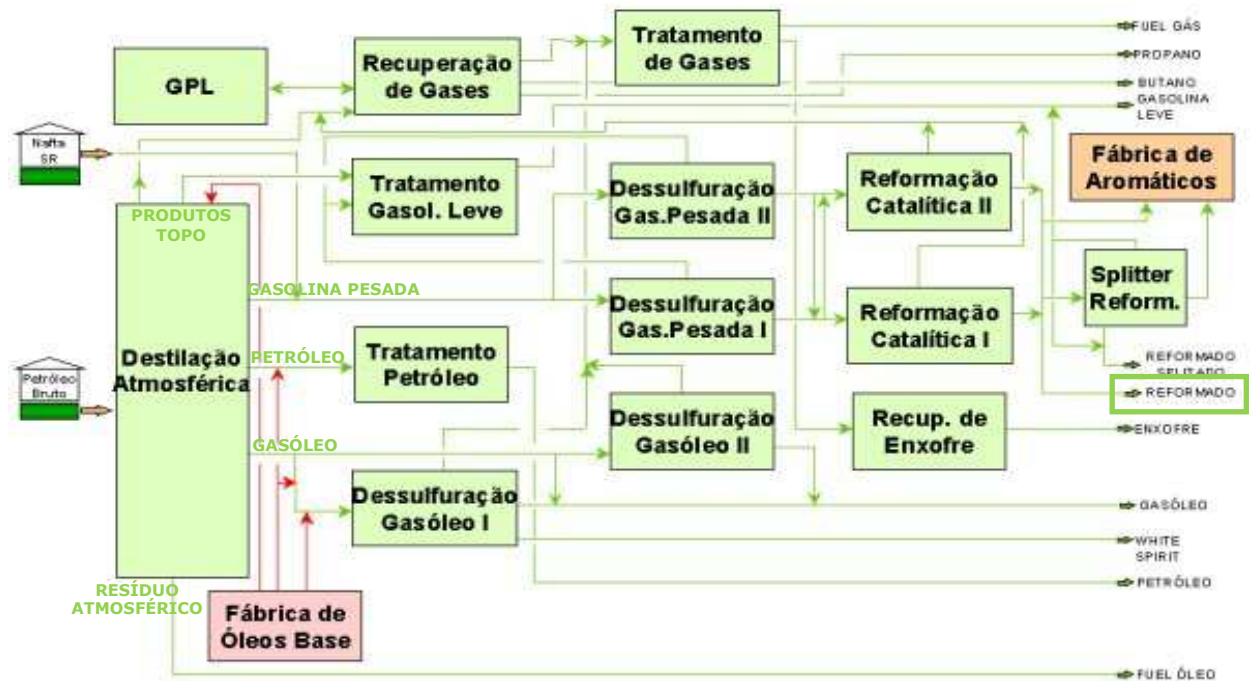 FUEL GÁS
Tratamento
de Gases
PROPANO
GPL
Recuperação
de Gases
BUTANO
GASOLINA
LEVE
Nafta
SR
Fábrica de
Aromáticos
Tratamento
Gasol. Leve
Dessulfuração
Gas.Pesada II
Reformação
Catalítica II
PRODUTOS
TOPO
GASOLINA PESADA
Dessulfuração
Gas.Pesada I
Reformação
Catalítica I
Splitter
Reform.
Destilação
Atmosférica
PETRÓLEO
Tratamento
Petróleo
REFORMADO
SPLITADO
Petróleo
Bruto
REFORMADO
Dessulfuração
Gasóleo II
Recup. de
Enxofre
ENXOFRE
GASÓLEO
Dessulfuração
Gasóleo I
GASÓLEO
WHITE
SPIRIT
PETRÓLEO
RESÍDUO
ATMOSFÉRICO
Fábrica de
Óleos Base
FUEL ÓLEO